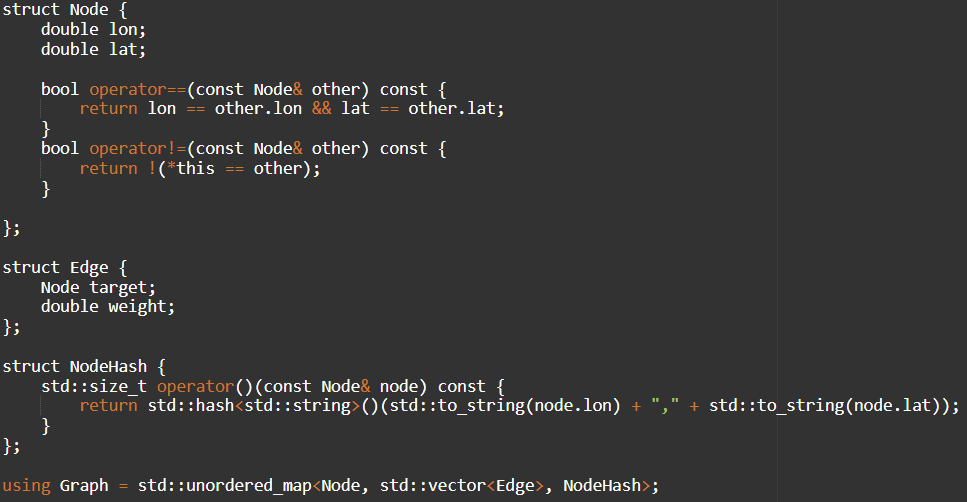 struct Node {
    double lon;
    double lat;

    bool operator==(const Node& other) const {
        return lon == other.lon && lat == other.lat;
    }
    bool operator!=(const Node& other) const {
        return !(*this == other);
    }

};

struct Edge {
    Node target;
    double weight;
};

struct NodeHash {
    std::size_t operator()(const Node& node) const {
        return std::hash<std::string>()(std::to_string(node.lon) + "," + std::to_string(node.lat));
    }
};

using Graph = std::unordered_map<Node, std::vector<Edge>, NodeHash>;